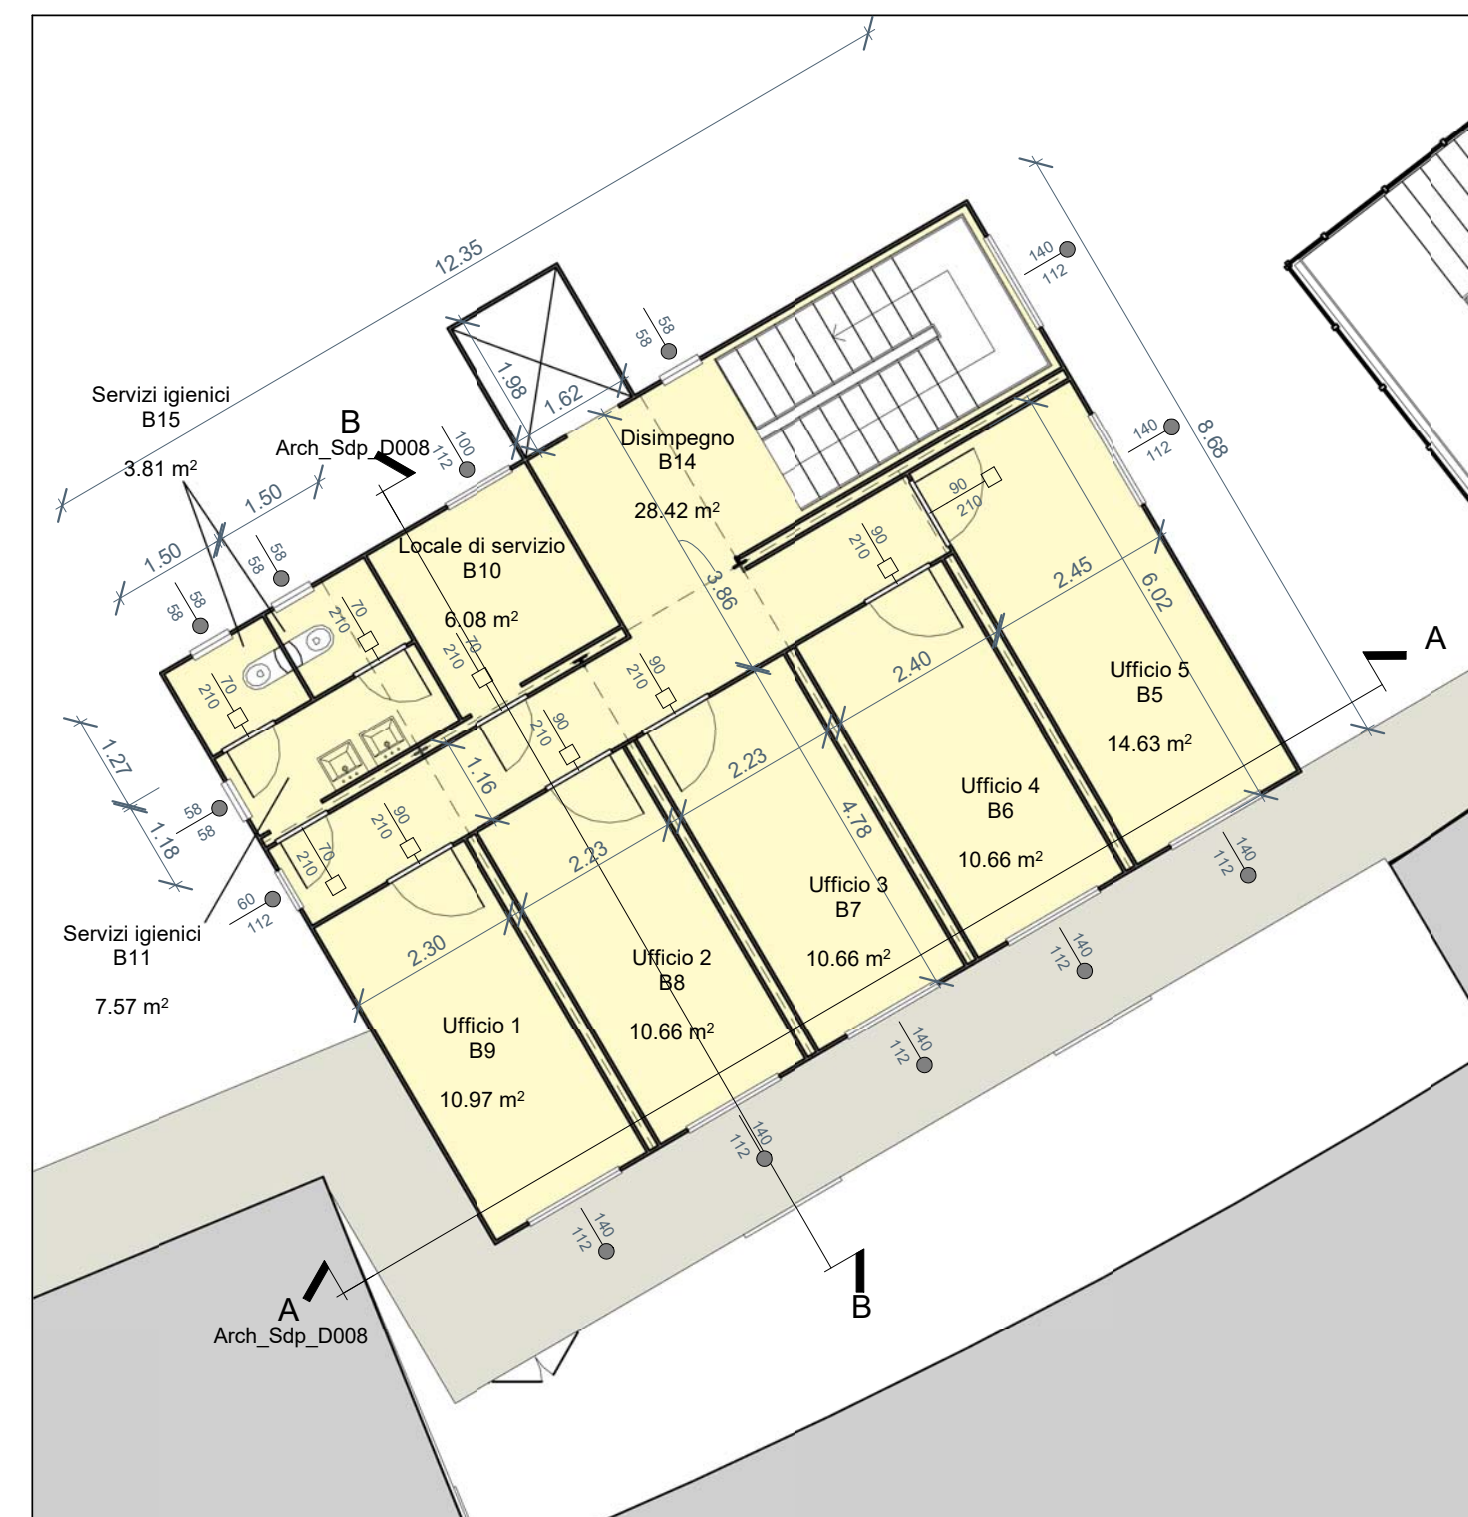 12.35
140
112
58
58
8.68
1.98
1.62
Servizi igienici
B15
3.81 m²
B
Arch_Sdp_D008
100
112
Disimpegno
B14
28.42 m²
140
112
1.50
1.50
90
210
Locale di servizio
B10
6.08 m²
58
58
58
58
90
210
3.86
2.45
6.02
70
210
70
210
70
210
90
210
2.40
A
Ufficio 5
B5
14.63 m²
1.27
1.18
90
210
1.16
2.23
4.78
Ufficio 4
B6
10.66 m²
58
58
90
210
70
210
2.23
60
112
140
112
Ufficio 3
B7
10.66 m²
Servizi igienici
B11
7.57 m²
2.30
Ufficio 2
B8
10.66 m²
140
112
Ufficio 1
B9
10.97 m²
140
112
140
112
140
112
A
Arch_Sdp_D008
B